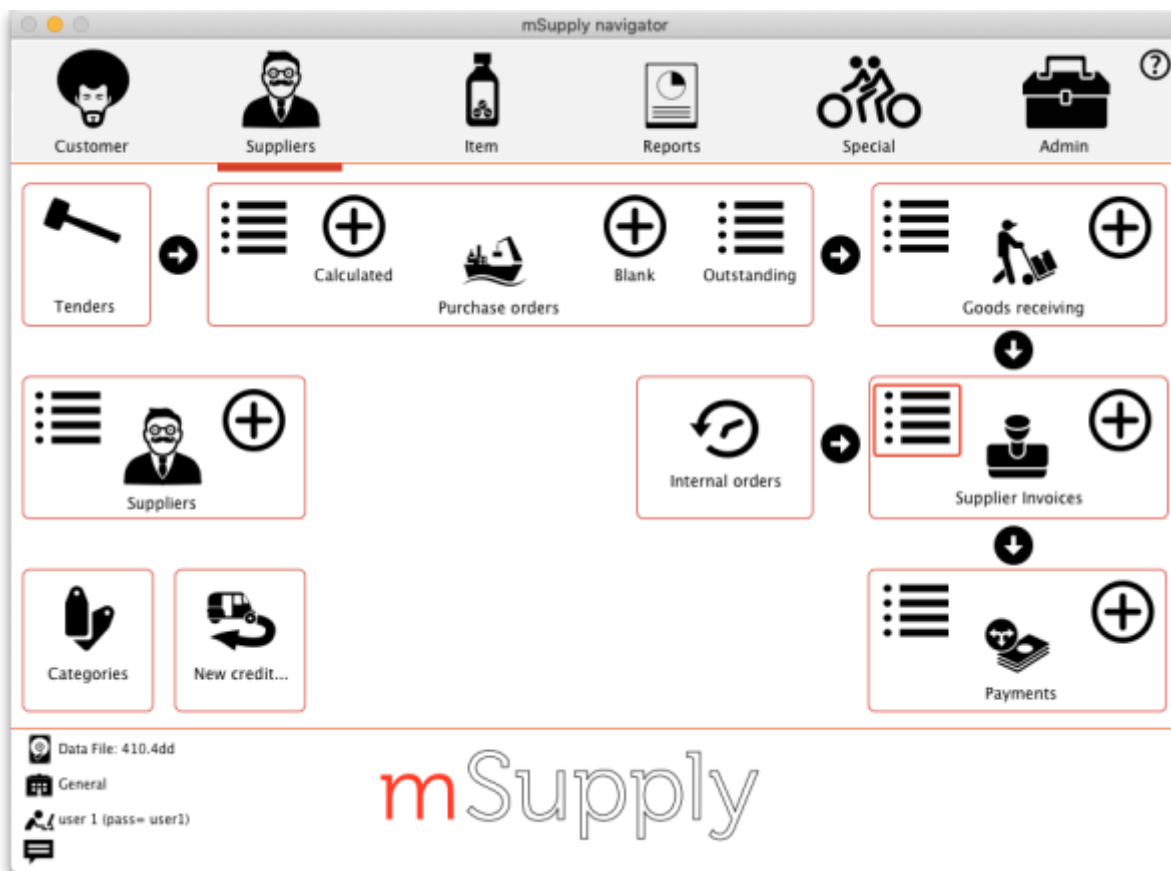 mSupply navigator
?
Customer
Suppliers
Item
Reports
Special
Admin
Tenders
Calculated
Purchase orders
Blank
Outstanding
Goods receiving
Suppliers
Internal orders
Supplier Invoices
Categories
New credit...
Payments
Data File: 410.4dd
General
user 1 (pass= user1)
mSupply